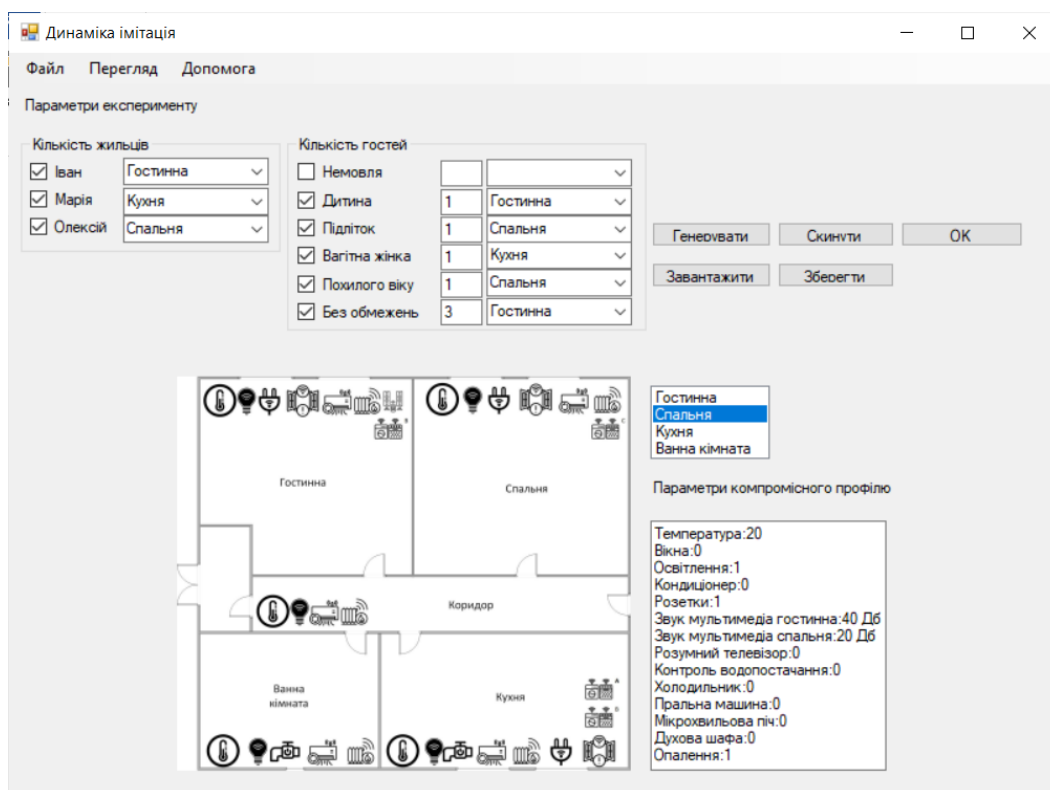 Динаміка імітація
Файл Перегляд Допомога
Параметри експерименту
Кількість жильців
Іван Гостинна
Марія Кухня
Олексій Спальня
Кількість гостей
Немовля
Дитина 1 Гостинна
Підліток 1 Спальня
Вагітна жінка 1 Кухня
Похилого віку 1 Спальня
Без обмежень 3 Гостинна
Генерувати Скинути ОК
Завантажити Зберегти
Гостинна
Спальня
Кухня
Ванна кімната
Параметри компромісного профілю
Температура:20
Вікна:0
Освітлення:1
Кондиціонер:0
Розетки:1
Звук мультимедіа гостинна:40 Дб
Звук мультимедіа спальня:20 Дб
Розумний телевізор:0
Контроль водопостачання:0
Холодильник:0
Пральна машина:0
Мікрохвильова піч:0
Духова шафа:0
Опалення:1
Гостинна
Спальня
Коридор
Ванна
кімната
Кухня